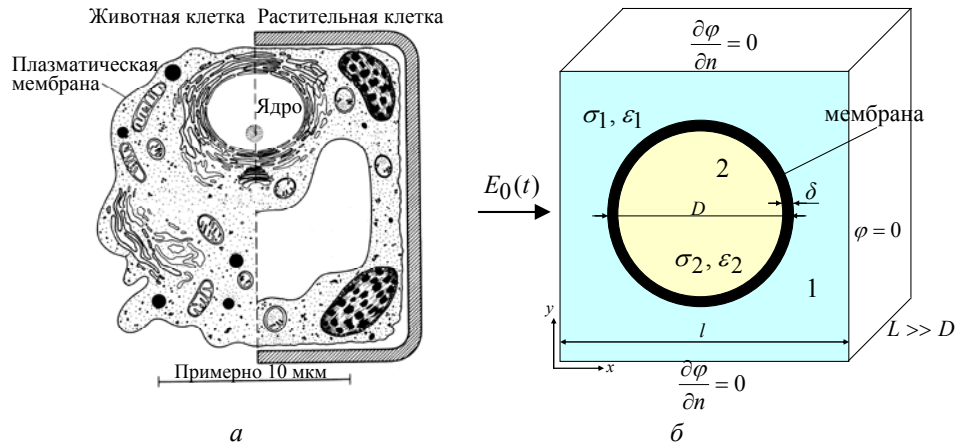 Животная клетка Растительная клетка
Плазматическая
мембрана
Ядро
Примерно 10 мкм
а
∂φ/∂n = 0
σ1, ε1
мембрана
2
E0(t)
D
δ
φ = 0
σ2, ε2
1
y
l
L >> D
x
∂φ/∂n = 0
б